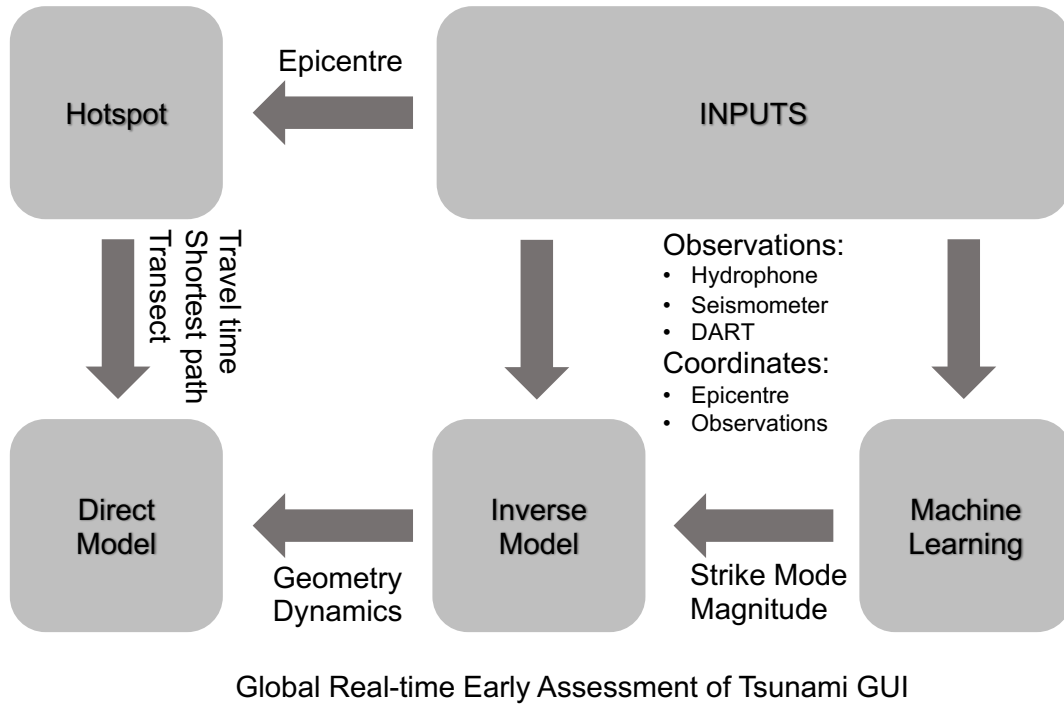 Hotspot
Epicentre
INPUTS
Travel time
Shortest path
Transect
Observations:
• Hydrophone
• Seismometer
• DART
Coordinates:
• Epicentre
• Observations
Direct
Model
Geometry
Dynamics
Inverse
Model
Strike Mode
Magnitude
Machine
Learning
Global Real-time Early Assessment of Tsunami GUI